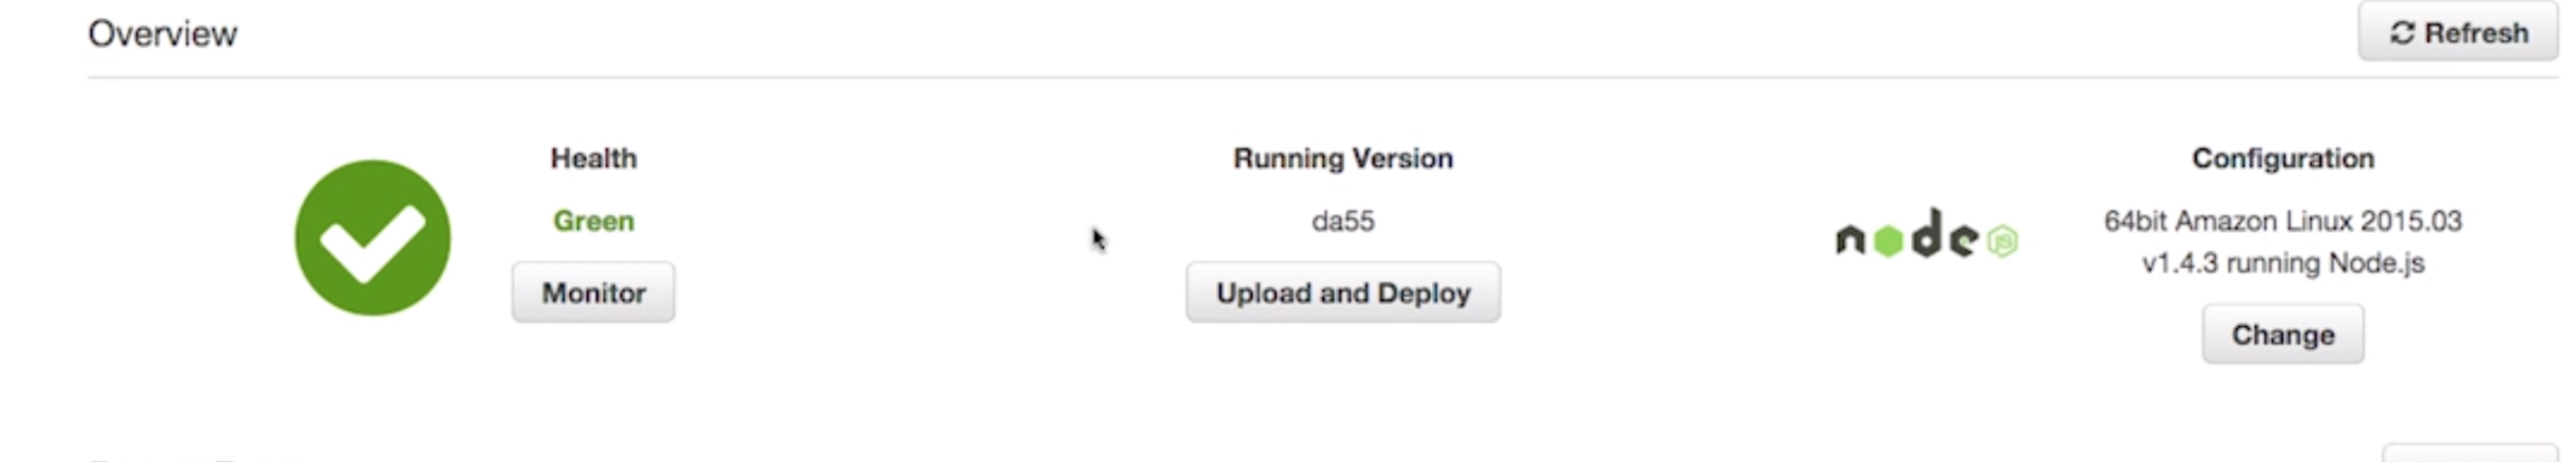 Overview
Refresh
Health
Green
Monitor
Running Version
da55
Upload and Deploy
node
JS
Configuration
64bit Amazon Linux 2015.03
v1.4.3 running Node.js
Change